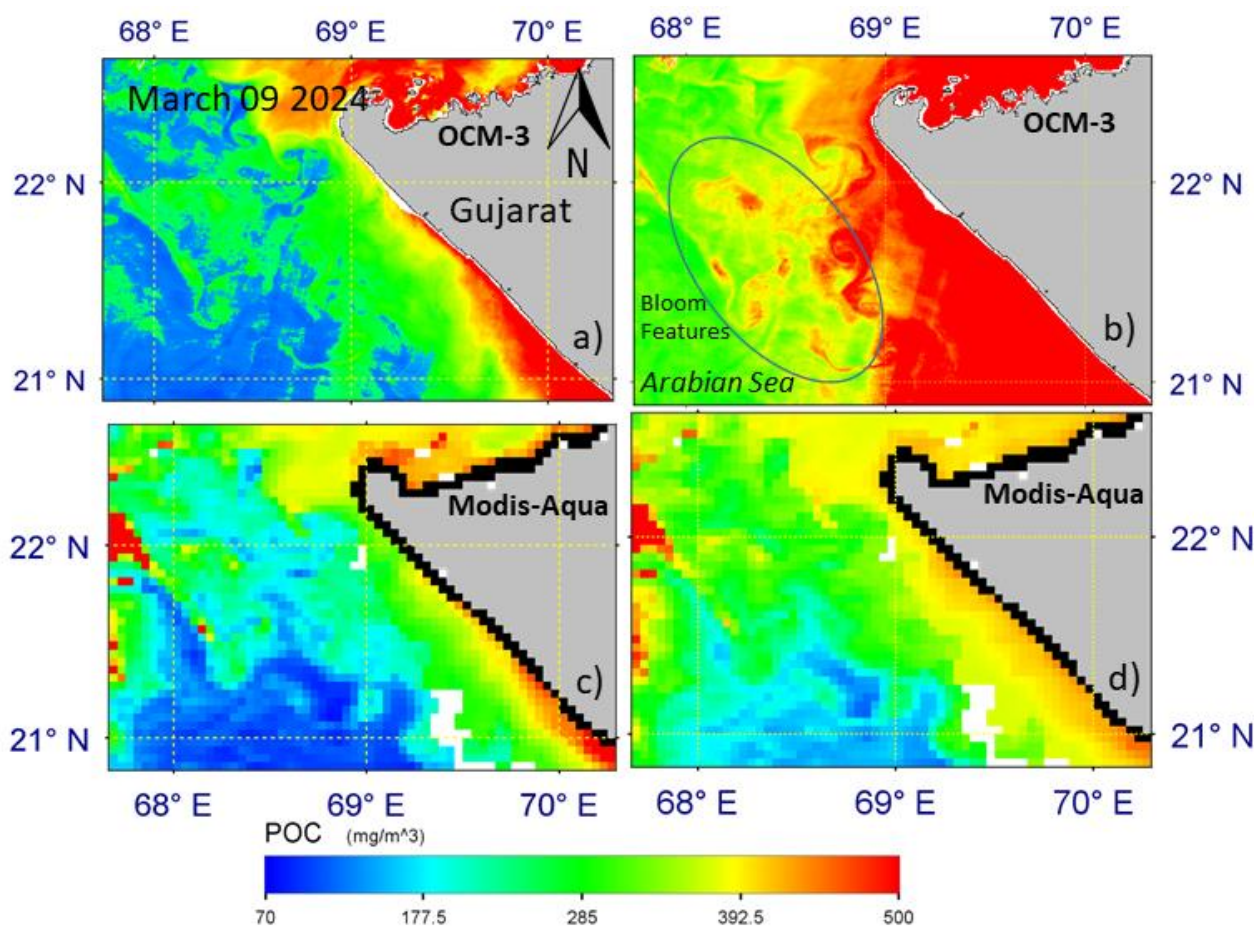 68° E 69° E 70° E 68° E 69° E 70° E
March 09 2024
OCM-3
N
22° N
Gujarat
21° N
a)
OCM-3
22° N
Bloom
Features
b)
Arabian Sea
21° N
Modis-Aqua
22° N
c)
21° N
Modis-Aqua
22° N
d)
21° N
68° E 69° E 70° E 68° E 69° E 70° E
POC (mg/m^3)
70 177.5 285 392.5 500